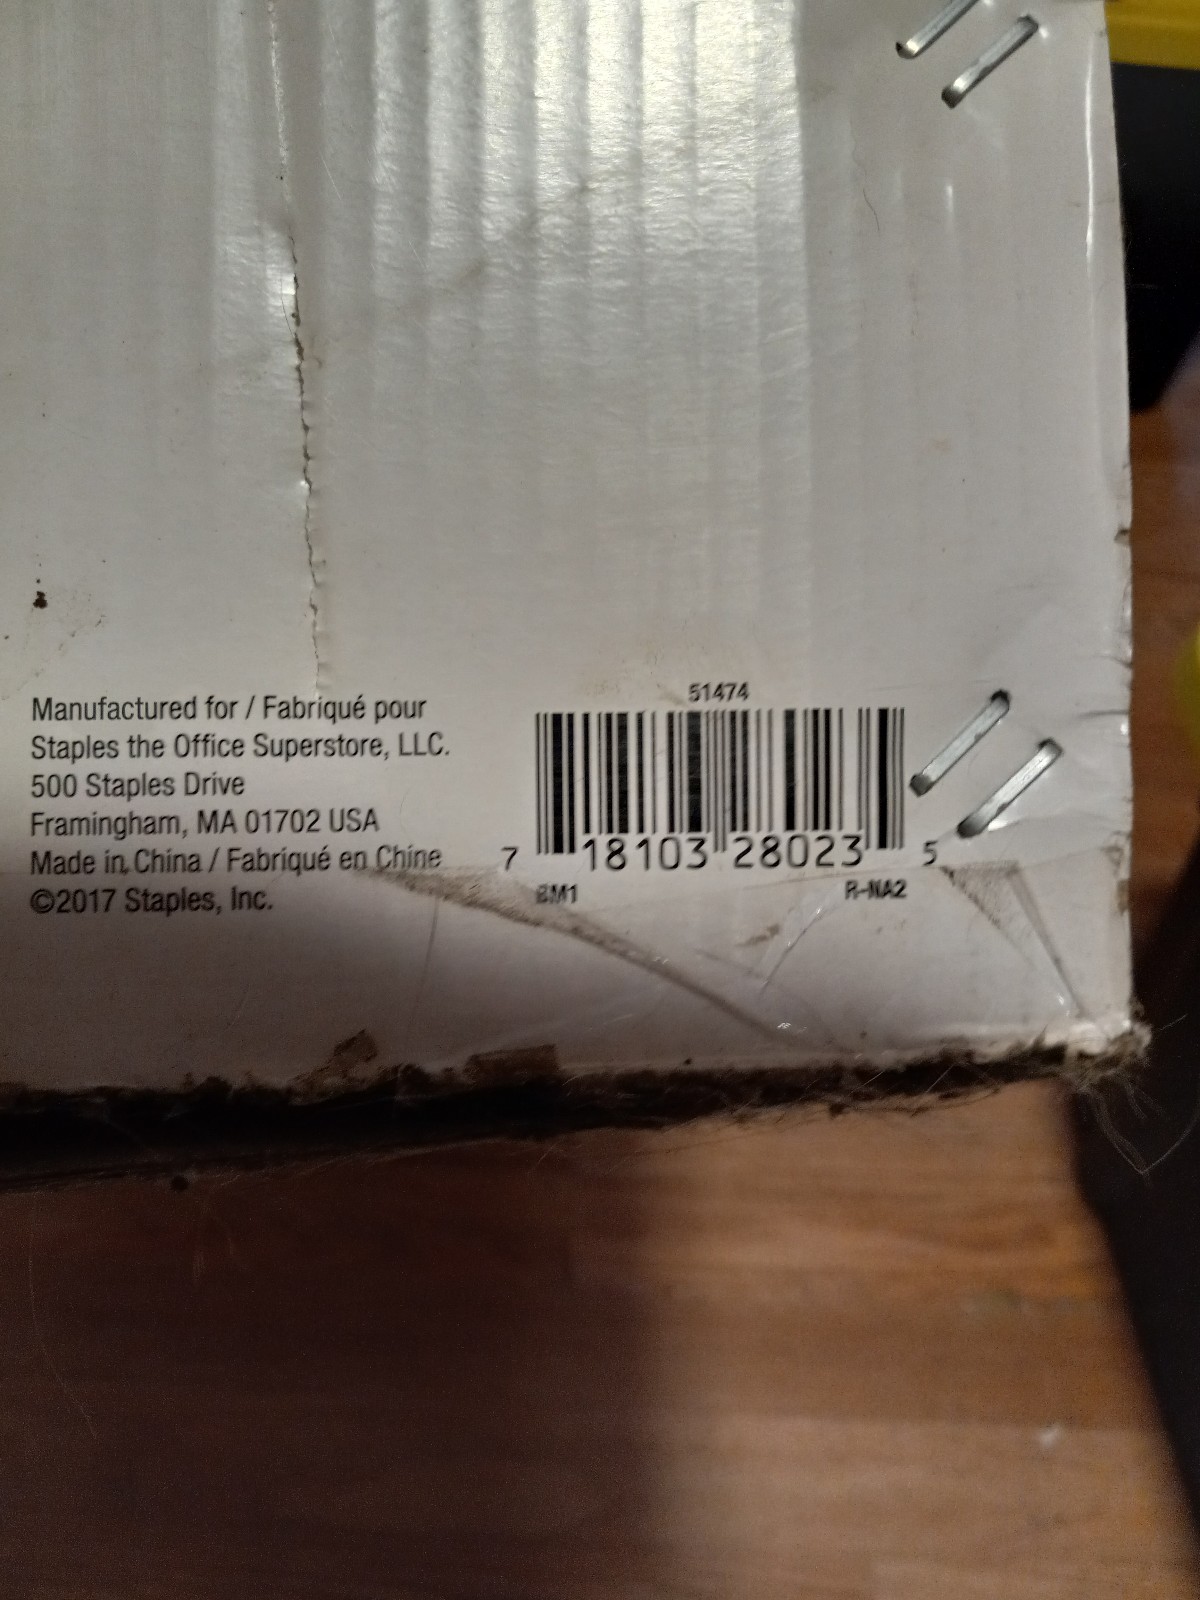 Manufactured for / Fabriqué pour
Staples the Office Superstore, LLC.
500 Staples Drive
Framingham, MA 01702 USA
Made in China / Fabriqué en Chine
©2017 Staples, Inc.
51474
7 18103 28023 5
BM1 R-NA2